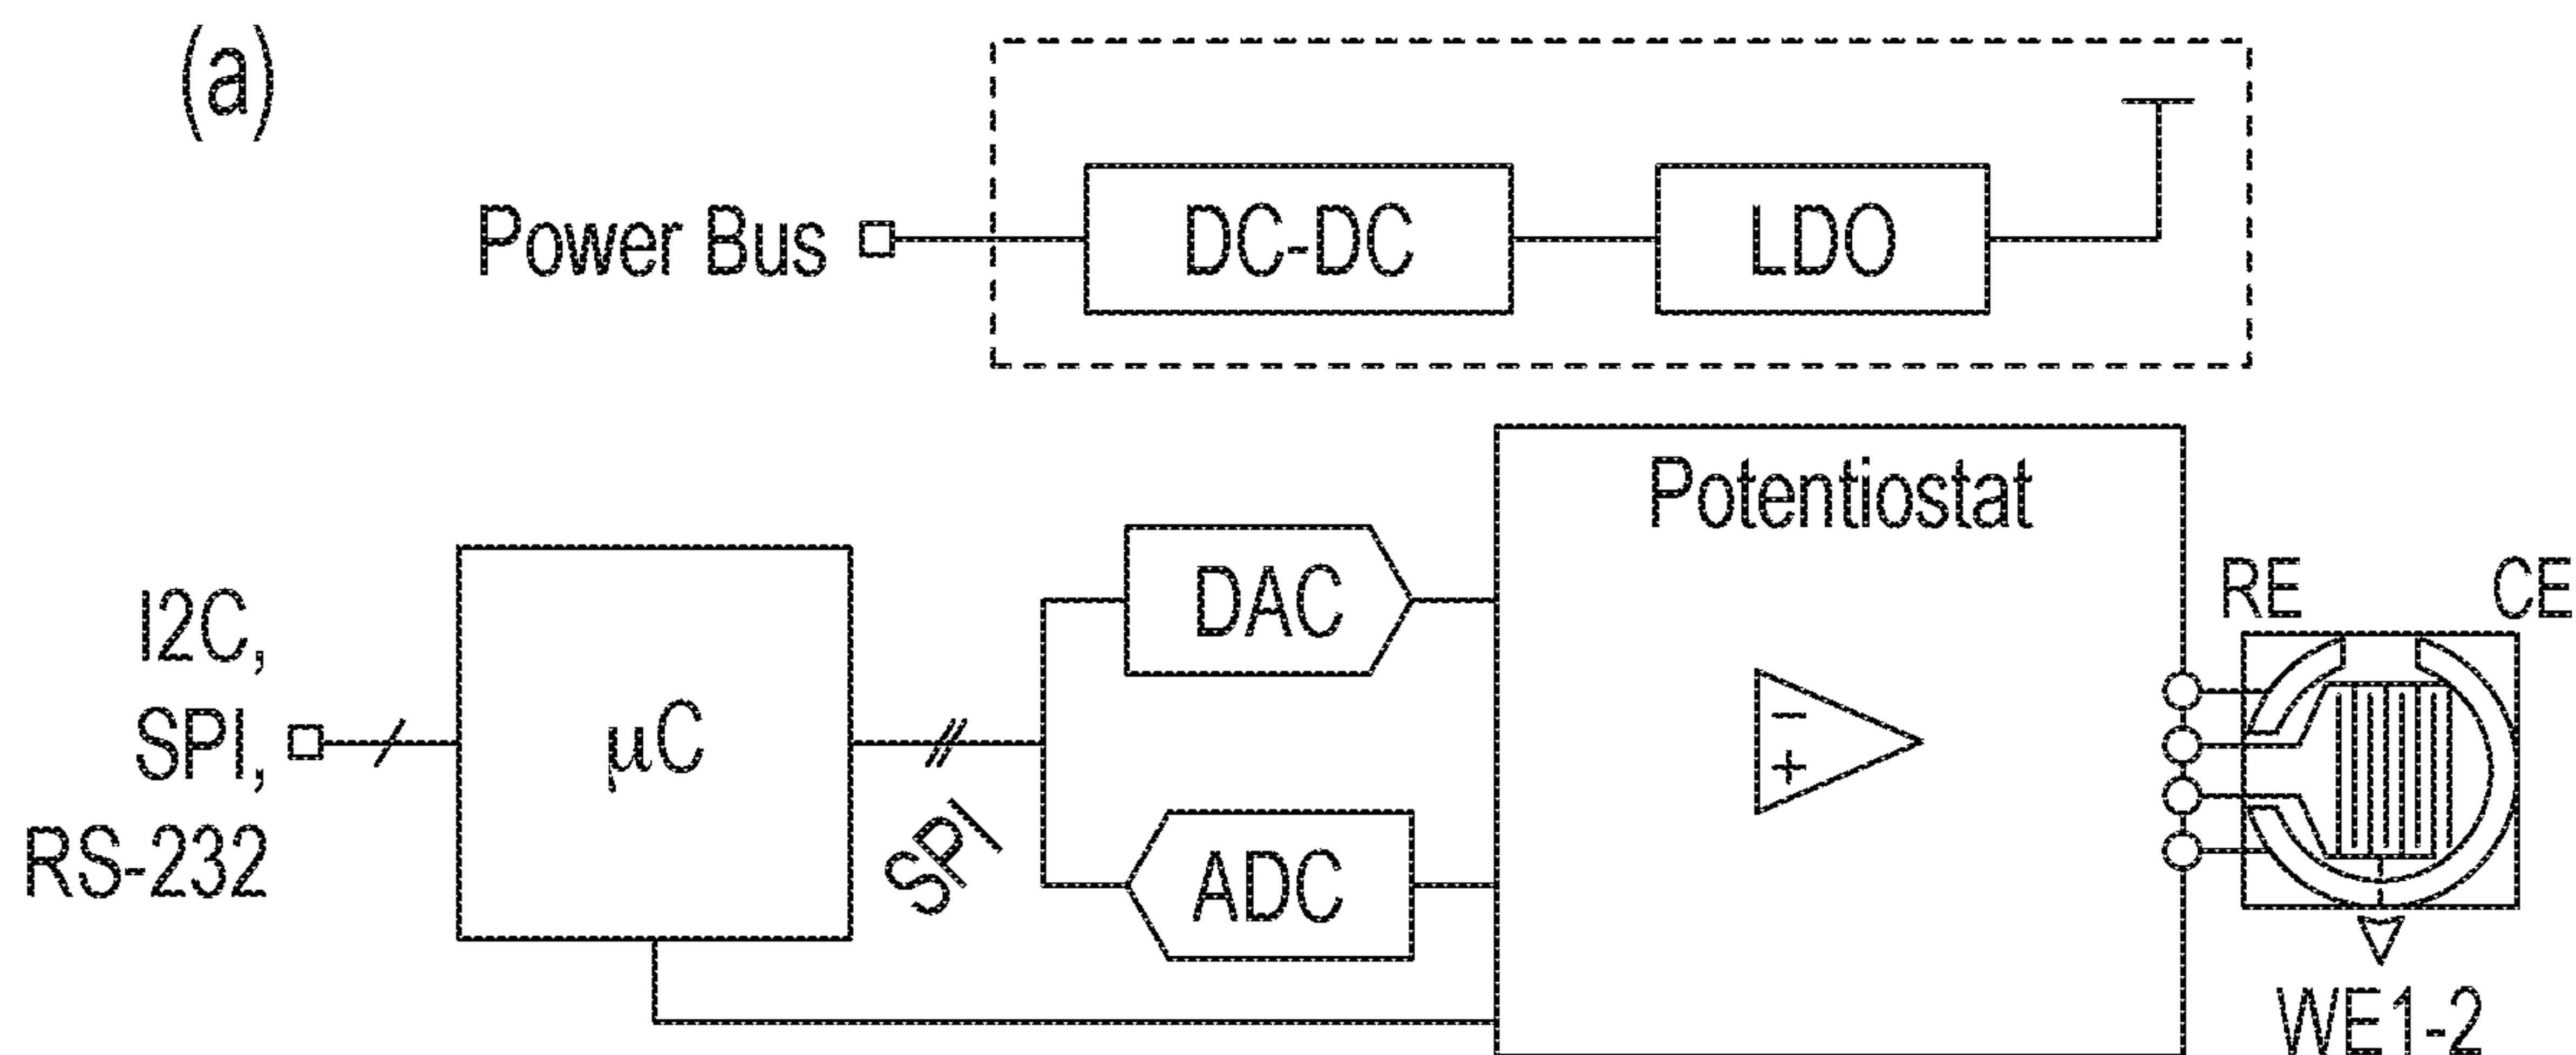 (a)
Power Bus
DC-DC
LDO
Potentiostat
I2C,
SPI,
RS-232
µC
SPI
DAC
ADC
−
+
RE
CE
WE1-2